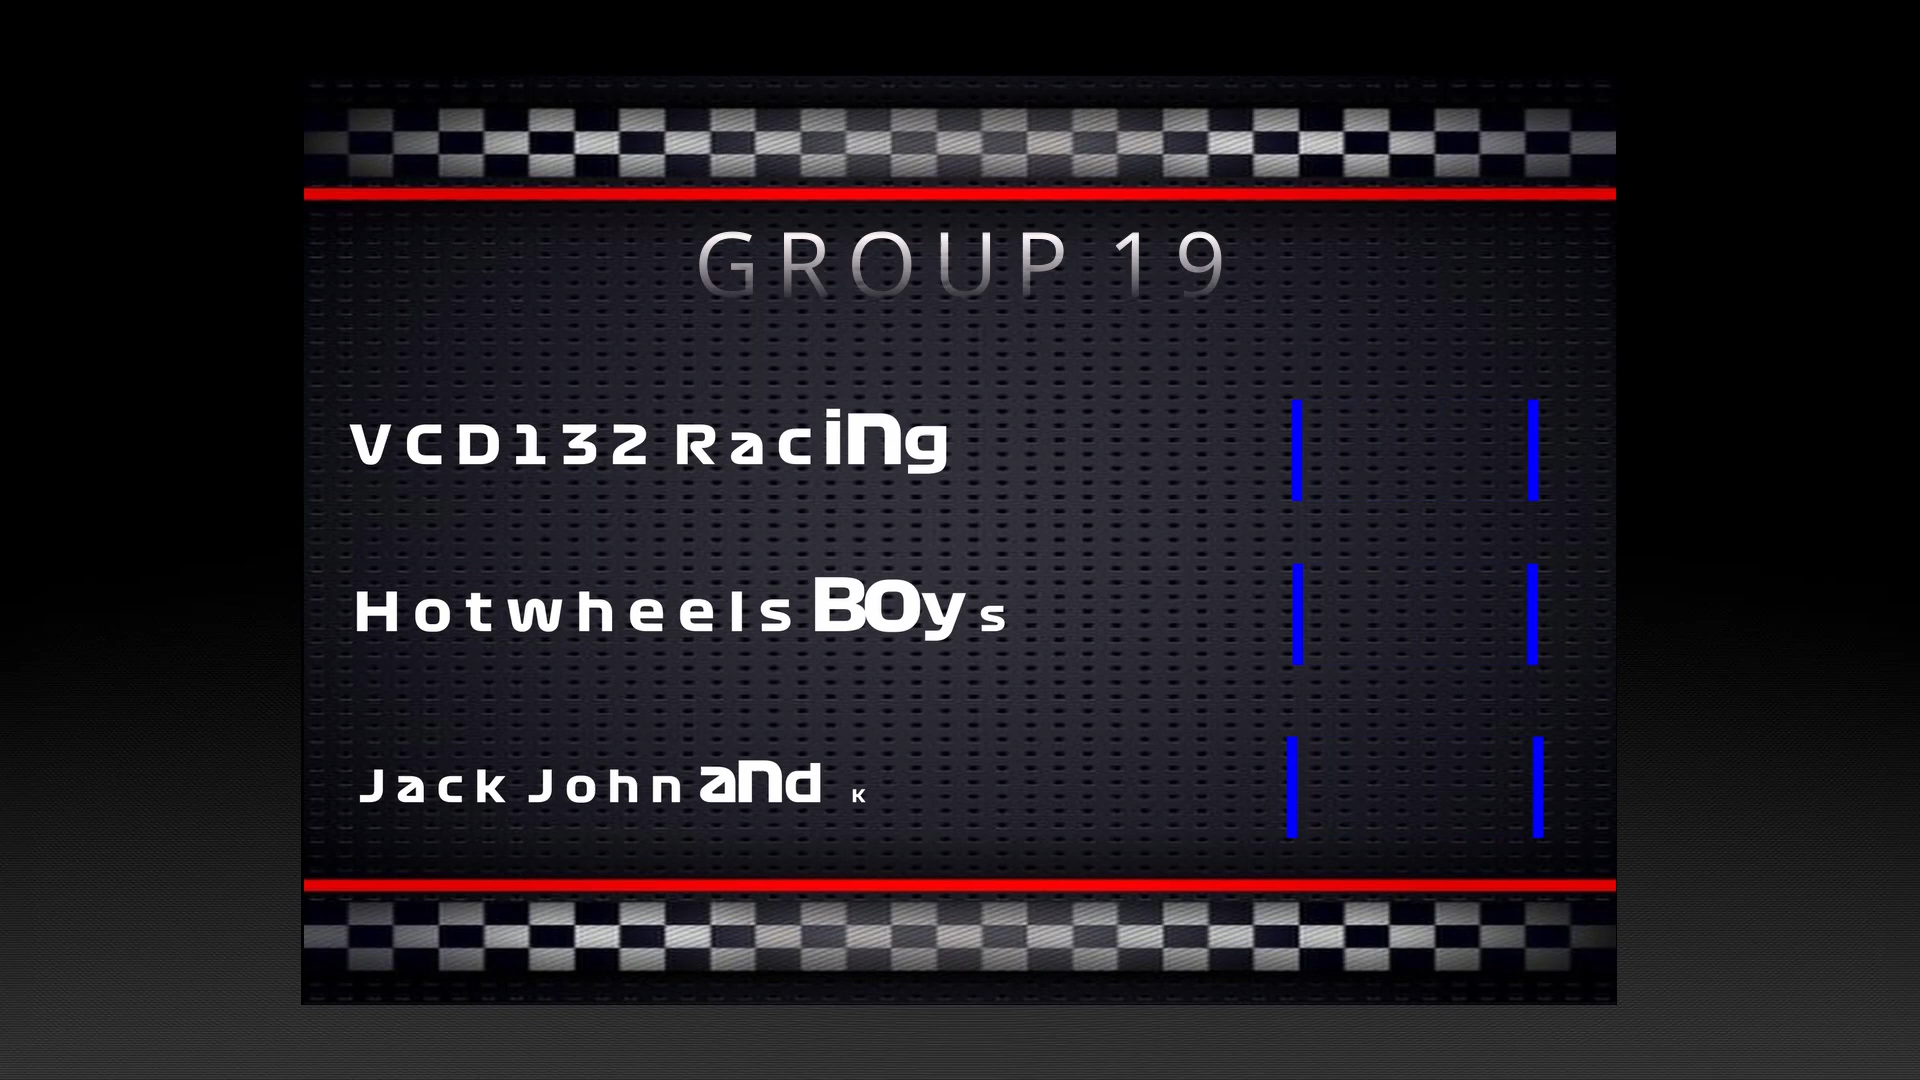 GROUP 19
VCD132 Racing
Hotwheels BOys
Jack John and K